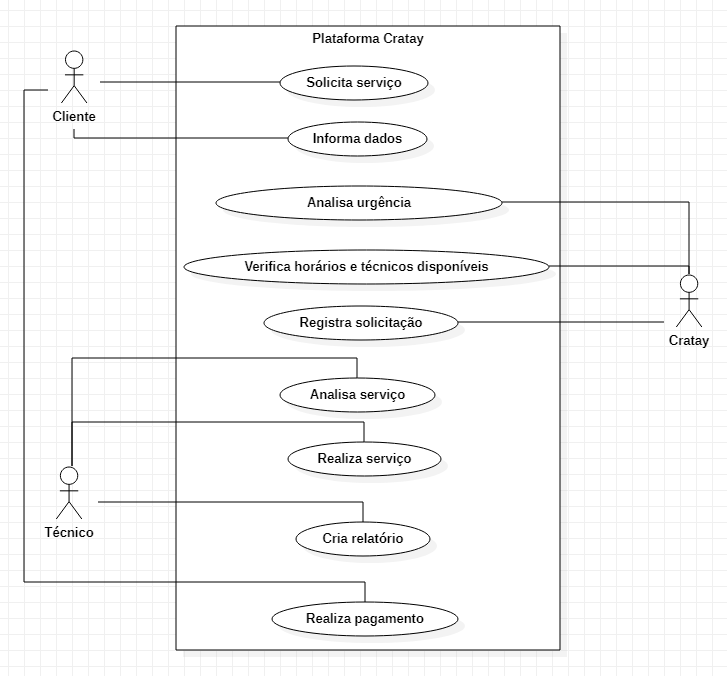 Plataforma Cratay
Solicita serviço
Cliente
Informa dados
Analisa urgência
Verifica horários e técnicos disponíveis
Registra solicitação
Cratay
Analisa serviço
Realiza serviço
Técnico
Cria relatório
Realiza pagamento